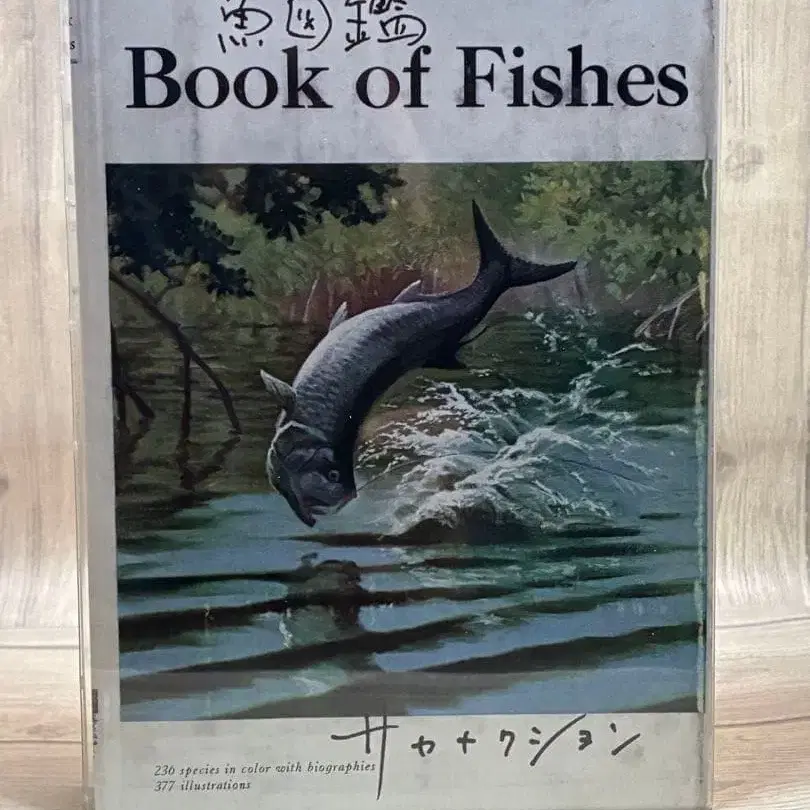 魚図鑑
Book of Fishes
サカナクション
236 species in color with biographies
377 illustrations